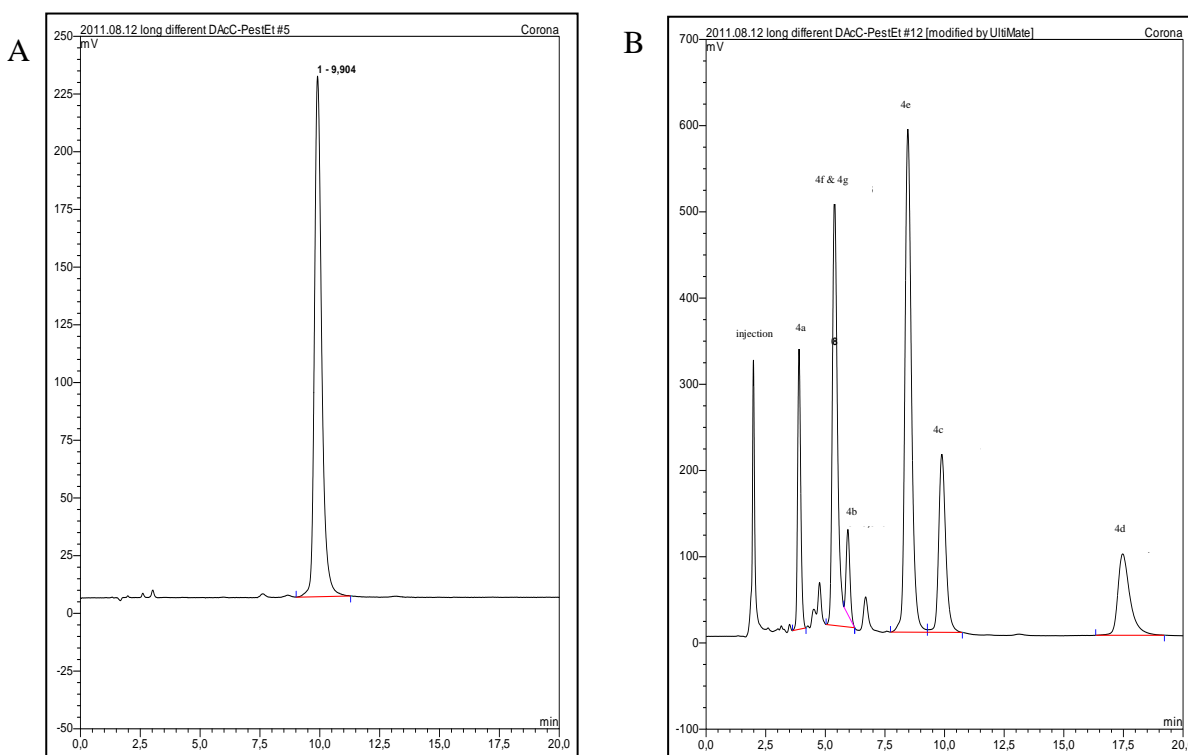 A
2011.08.12 long different DAcC-PestEt #5 Corona
mV
1 - 9,904
250
225
200
175
150
125
100
75
50
25
0
-25
-50
min
0,0 2,5 5,0 7,5 10,0 12,5 15,0 17,5 20,0
B
2011.08.12 long different DAcC-PestEt #12 [modified by UltiMate] Corona
mV
700
600
500
400
300
200
100
0
-100
4e
4f & 4g
injection
4a
4c
4b
4d
min
0,0 2,5 5,0 7,5 10,0 12,5 15,0 17,5 20,0